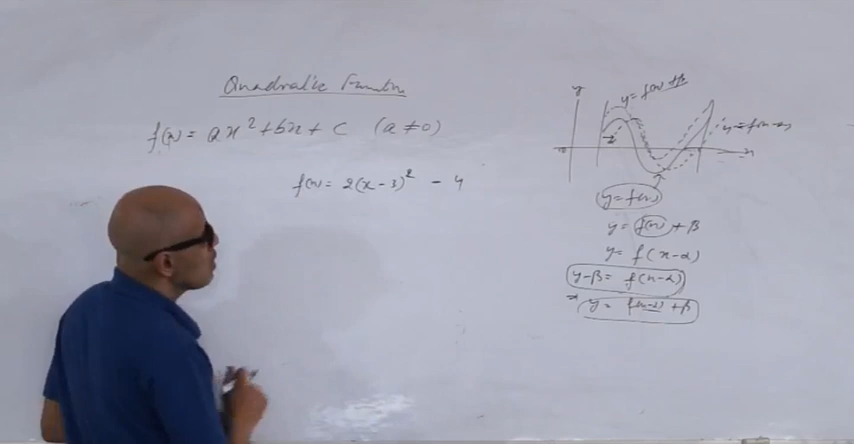 Quadratic Function
f(x) = ax² + bx + c (a ≠ 0)
f(x) = 2(x - 3)² - 4
y
y = f(x) + β
y = f(x-α)
x
y = f(x)
y = f(x) + β
y = f(x-α)
y-β = f(x-α)
⇒ y = f(x-α) + β